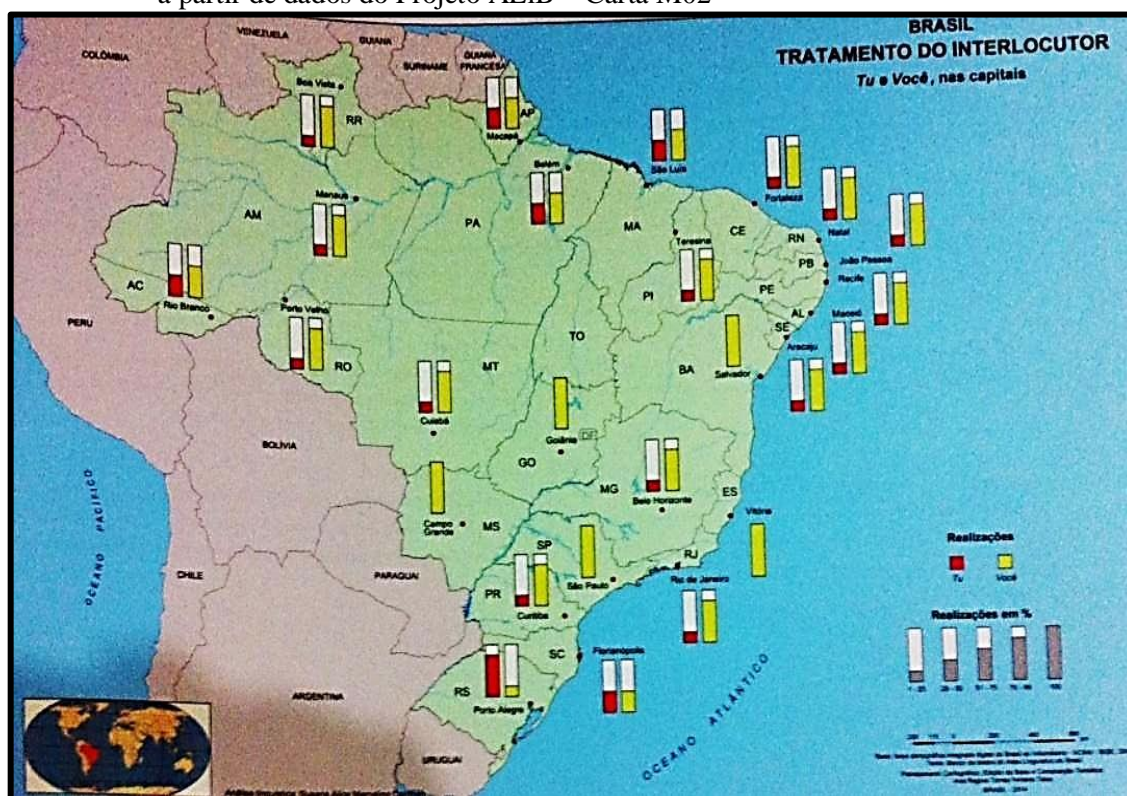 a partir de dados do Projeto ALiB – Carta M02
BRASIL
TRATAMENTO DO INTERLOCUTOR
Tu e Você, nas capitais
COLÔMBIA
VENEZUELA
GUIANA
SURINAME
GUIANA FRANCESA
Boa Vista
RR
AP
Macapá
Belém
São Luís
Fortaleza
Natal
João Pessoa
Recife
Maceió
Aracaju
Manaus
AM
PA
MA
Teresina
CE
RN
PB
PE
AL
SE
PI
AC
Rio Branco
Porto Velho
RO
MT
TO
BA
Salvador
PERU
Cuiabá
Goiânia
DF
GO
BOLÍVIA
MG
Belo Horizonte
ES
Vitória
Campo Grande
MS
SP
São Paulo
RJ
Rio de Janeiro
PARAGUAI
CHILE
PR
Curitiba
SC
Florianópolis
RS
Porto Alegre
ARGENTINA
URUGUAI
OCEANO PACÍFICO
OCEANO ATLÂNTICO
Realizações
Tu
Você
Realizações em %
100
BRASIL - 2014